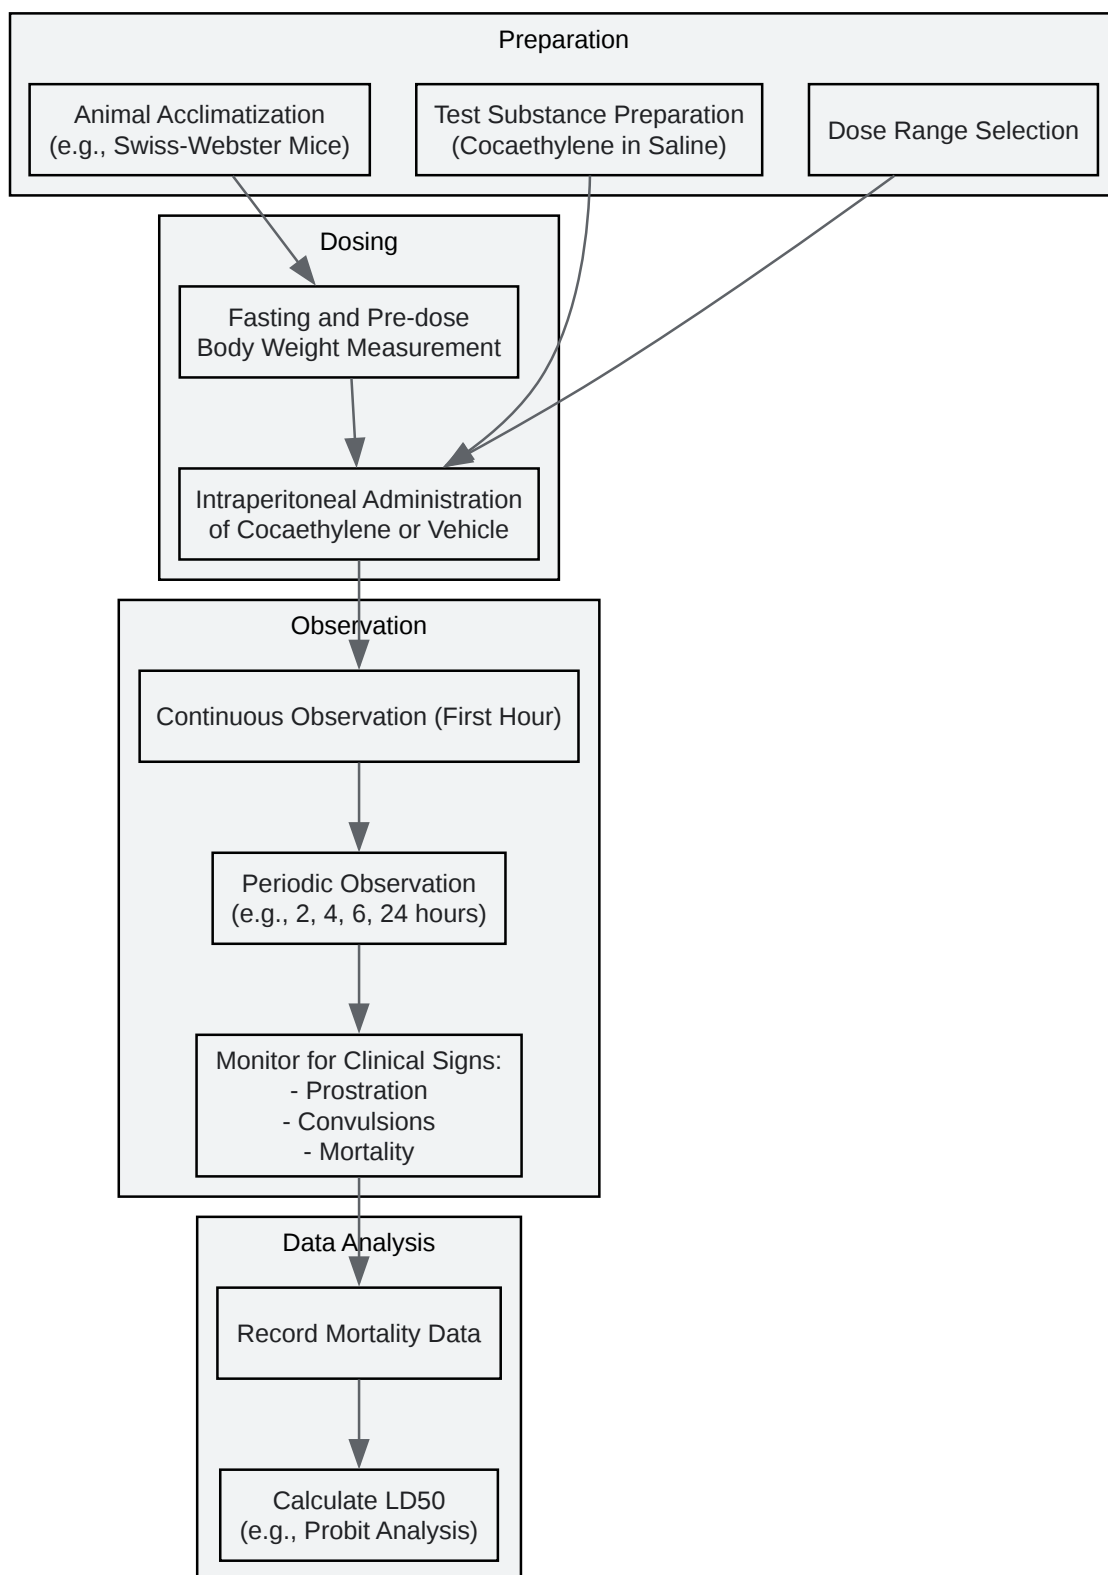 Preparation
Animal Acclimatization
(e.g., Swiss-Webster Mice)
Test Substance Preparation
(Cocaethylene in Saline)
Dose Range Selection
Dosing
Fasting and Pre-dose
Body Weight Measurement
Intraperitoneal Administration
of Cocaethylene or Vehicle
Observation
Continuous Observation (First Hour)
Periodic Observation
(e.g., 2, 4, 6, 24 hours)
Monitor for Clinical Signs:
- Prostration
- Convulsions
- Mortality
Data Analysis
Record Mortality Data
Calculate LD50
(e.g., Probit Analysis)